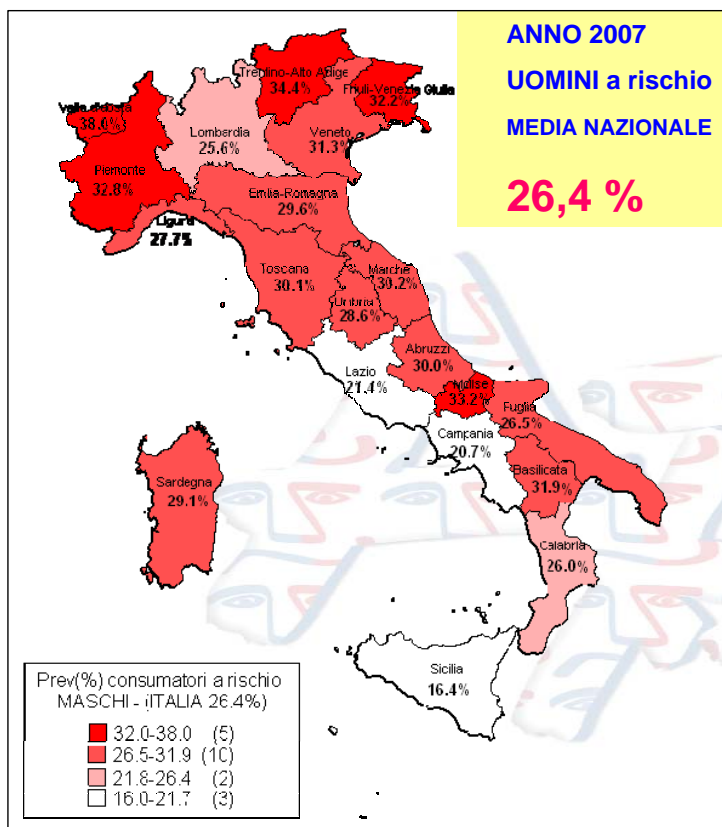 ANNO 2007
UOMINI a rischio
MEDIA NAZIONALE
26,4 %
Trentino-Alto Adige
34.4%
Friuli-Venezia Giulia
32.2%
Valle d'Aosta
38.0%
Lombardia
25.6%
Veneto
31.3%
Piemonte
32.8%
Emilia-Romagna
29.6%
Liguria
27.7%
Toscana
30.1%
Marche
30.2%
Umbria
28.6%
Abruzzi
30.0%
Lazio
21.4%
Molise
33.2%
Puglia
26.5%
Campania
20.7%
Basilicata
31.9%
Sardegna
29.1%
Calabria
26.0%
Sicilia
16.4%
Prev(%) consumatori a rischio
MASCHI - (ITALIA 26.4%)
32.0-38.0 (5)
26.5-31.9 (10)
21.8-26.4 (2)
16.0-21.7 (3)